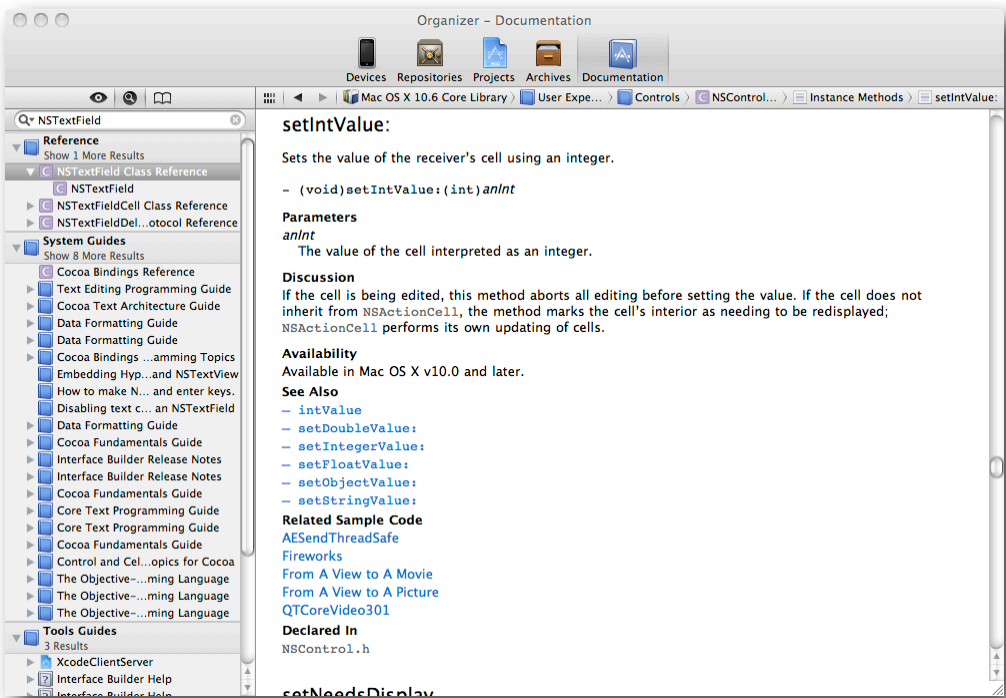 Organizer – Documentation
Devices Repositories Projects Archives Documentation
Mac OS X 10.6 Core Library User Expe... Controls NSControl... Instance Methods setIntValue:
NSTextField
Reference
Show 1 More Results
NSTextField Class Reference
NSTextField
NSTextFieldCell Class Reference
NSTextFieldDel...otocol Reference
System Guides
Show 8 More Results
Cocoa Bindings Reference
Text Editing Programming Guide
Cocoa Text Architecture Guide
Data Formatting Guide
Data Formatting Guide
Cocoa Bindings ...amming Topics
Embedding Hyp...and NSTextView
How to make N... and enter keys.
Disabling text c... an NSTextField
Data Formatting Guide
Cocoa Fundamentals Guide
Interface Builder Release Notes
Interface Builder Release Notes
Cocoa Fundamentals Guide
Core Text Programming Guide
Core Text Programming Guide
Cocoa Fundamentals Guide
Control and Cel...opics for Cocoa
The Objective-...ming Language
The Objective-...ming Language
The Objective-...ming Language
Tools Guides
3 Results
XcodeClientServer
Interface Builder Help
Interface Builder Help
setIntValue:
Sets the value of the receiver's cell using an integer.
- (void)setIntValue:(int)anInt
Parameters
anInt
The value of the cell interpreted as an integer.
Discussion
If the cell is being edited, this method aborts all editing before setting the value. If the cell does not
inherit from NSActionCell, the method marks the cell's interior as needing to be redisplayed;
NSActionCell performs its own updating of cells.
Availability
Available in Mac OS X v10.0 and later.
See Also
– intValue
– setDoubleValue:
– setIntegerValue:
– setFloatValue:
– setObjectValue:
– setStringValue:
Related Sample Code
AESendThreadSafe
Fireworks
From A View to A Movie
From A View to A Picture
QTCoreVideo301
Declared In
NSControl.h
setNeedsDisplay